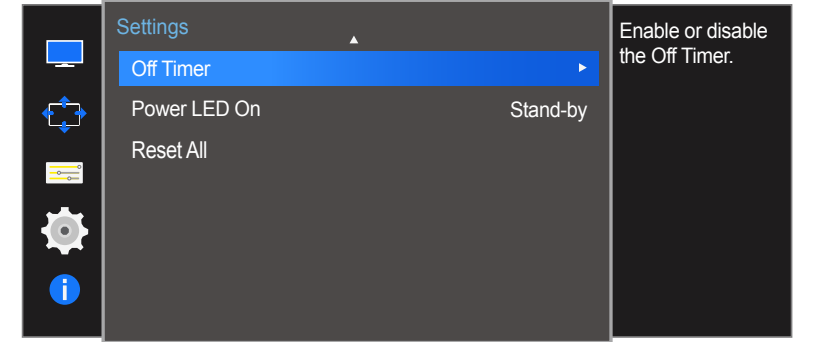 Settings
Off Timer
Power LED On Stand-by
Reset All
Enable or disable
the Off Timer.
i